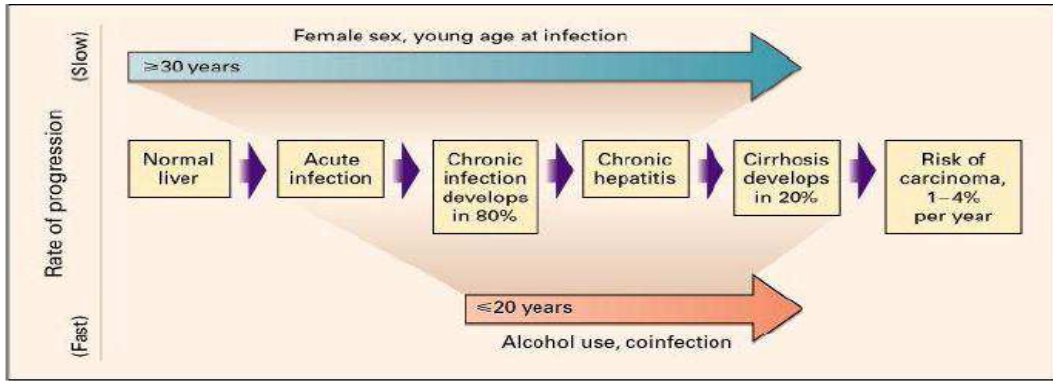 Rate of progression
(Slow)
(Fast)
Female sex, young age at infection
≥30 years
Normal
liver
Acute
infection
Chronic
infection
develops
in 80%
Chronic
hepatitis
Cirrhosis
develops
in 20%
Risk of
carcinoma,
1–4%
per year
≤20 years
Alcohol use, coinfection